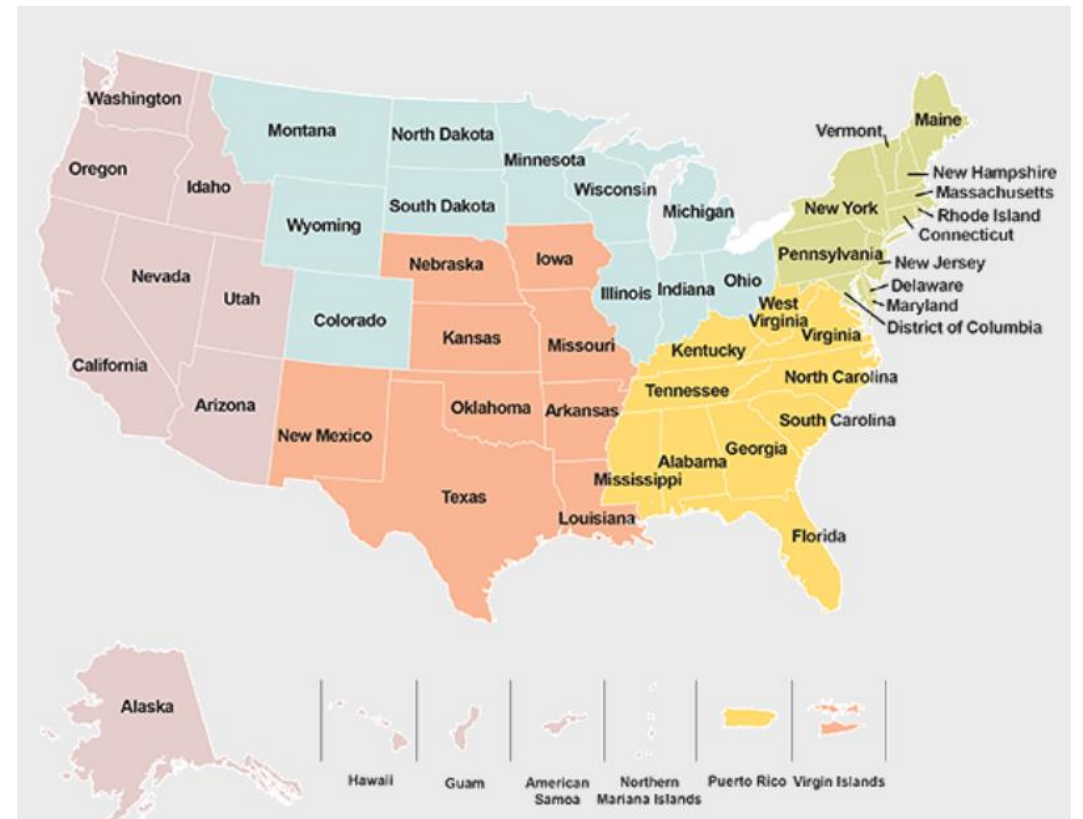 Washington
Montana
North Dakota
Minnesota
Vermont
Maine
Oregon
Idaho
Wisconsin
New Hampshire
Massachusetts
Wyoming
South Dakota
Michigan
New York
Rhode Island
Connecticut
Nevada
Utah
Nebraska
Iowa
Pennsylvania
New Jersey
Illinois
Indiana
Ohio
Delaware
Maryland
District of Columbia
Colorado
West
Virginia
Virginia
California
Kansas
Missouri
Kentucky
Arizona
Oklahoma
Arkansas
Tennessee
North Carolina
New Mexico
South Carolina
Georgia
Alabama
Mississippi
Texas
Louisiana
Florida
Alaska
Hawaii
Guam
American
Samoa
Northern
Mariana Islands
Puerto Rico
Virgin Islands